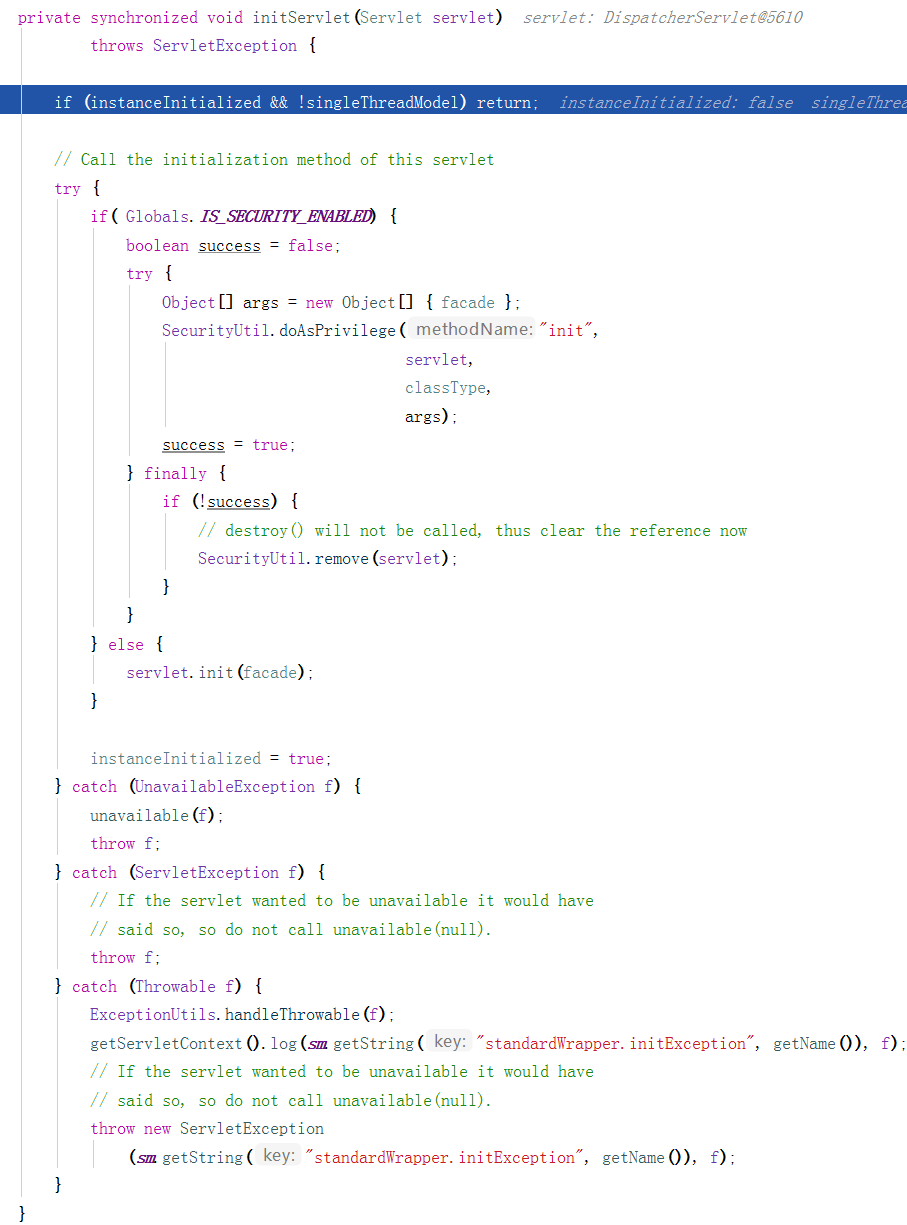 private synchronized void initServlet(Servlet servlet)  servlet: DispatcherServlet@5610
        throws ServletException {

    if (instanceInitialized && !singleThreadModel) return;  instanceInitialized: false  singleThrea

    // Call the initialization method of this servlet
    try {
        if( Globals.IS_SECURITY_ENABLED) {
            boolean success = false;
            try {
                Object[] args = new Object[] { facade };
                SecurityUtil.doAsPrivilege( methodName: "init",
                                           servlet,
                                           classType,
                                           args);
                success = true;
            } finally {
                if (!success) {
                    // destroy() will not be called, thus clear the reference now
                    SecurityUtil.remove(servlet);
                }
            }
        } else {
            servlet.init(facade);
        }

        instanceInitialized = true;
    } catch (UnavailableException f) {
        unavailable(f);
        throw f;
    } catch (ServletException f) {
        // If the servlet wanted to be unavailable it would have
        // said so, so do not call unavailable(null).
        throw f;
    } catch (Throwable f) {
        ExceptionUtils.handleThrowable(f);
        getServletContext().log(sm.getString( key: "standardWrapper.initException", getName()), f);
        // If the servlet wanted to be unavailable it would have
        // said so, so do not call unavailable(null).
        throw new ServletException
            (sm.getString( key: "standardWrapper.initException", getName()), f);
    }
}